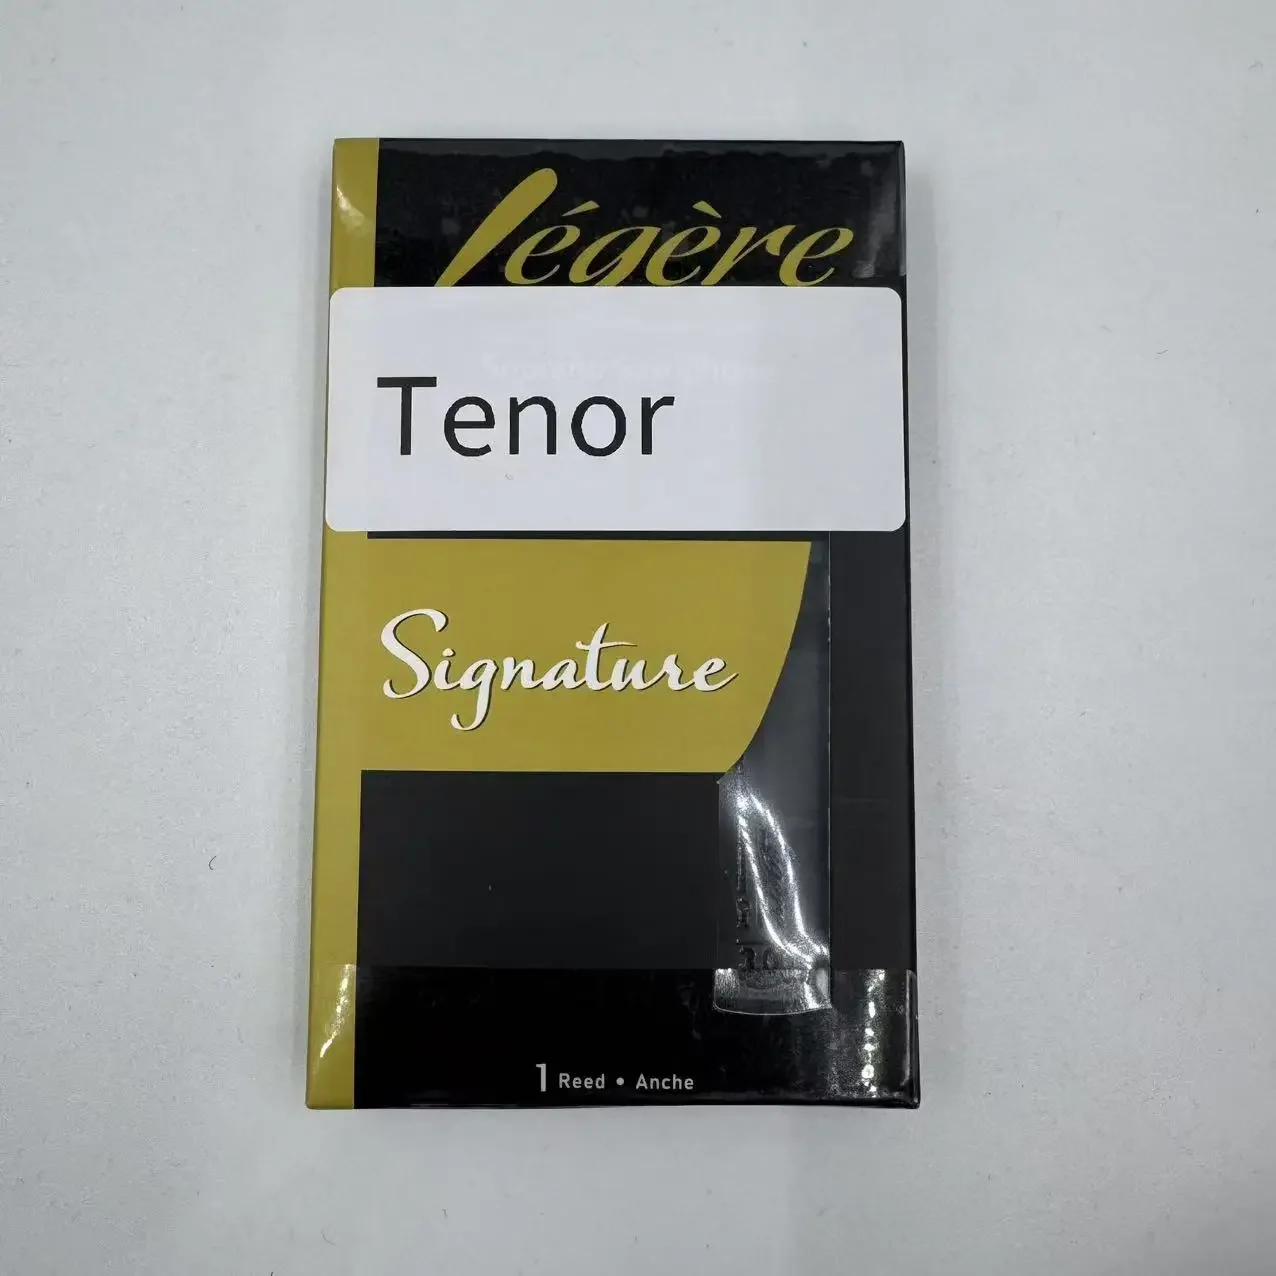 légère
Tenor
Signature
1 Reed • Anche